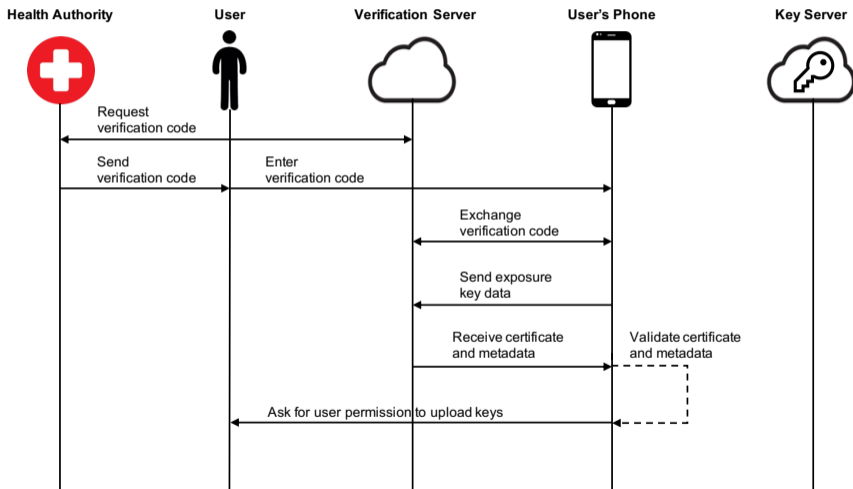 Health Authority
User
Verification Server
User's Phone
Key Server
Request
verification code
Send
verification code
Enter
verification code
Exchange
verification code
Send exposure
key data
Receive certificate
and metadata
Validate certificate
and metadata
Ask for user permission to upload keys